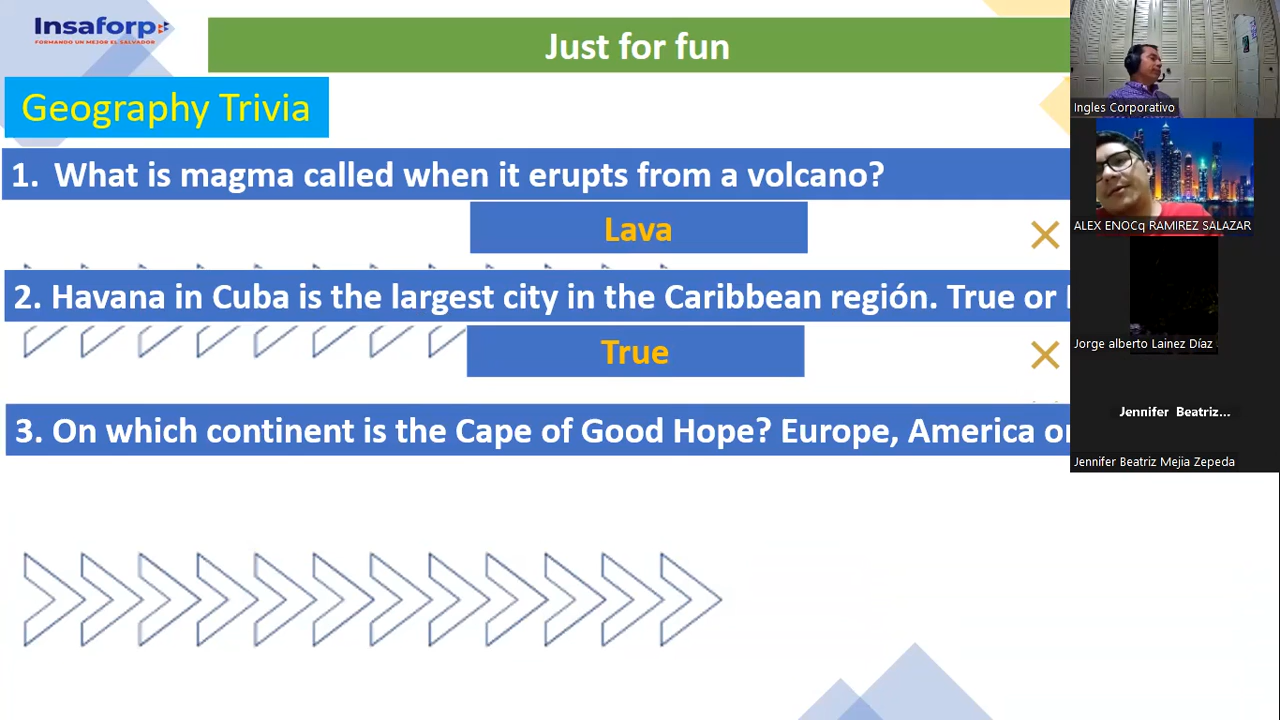 Insaforp
FORMANDO UN MEJOR EL SALVADOR
Just for fun
Geography Trivia
1. What is magma called when it erupts from a volcano?
Lava
2. Havana in Cuba is the largest city in the Caribbean región. True or
True
3. On which continent is the Cape of Good Hope? Europe, America or
Ingles Corporativo
ALEX ENOCq RAMIREZ SALAZAR
Jorge alberto Lainez Díaz
Jennifer Beatriz...
Jennifer Beatriz Mejia Zepeda